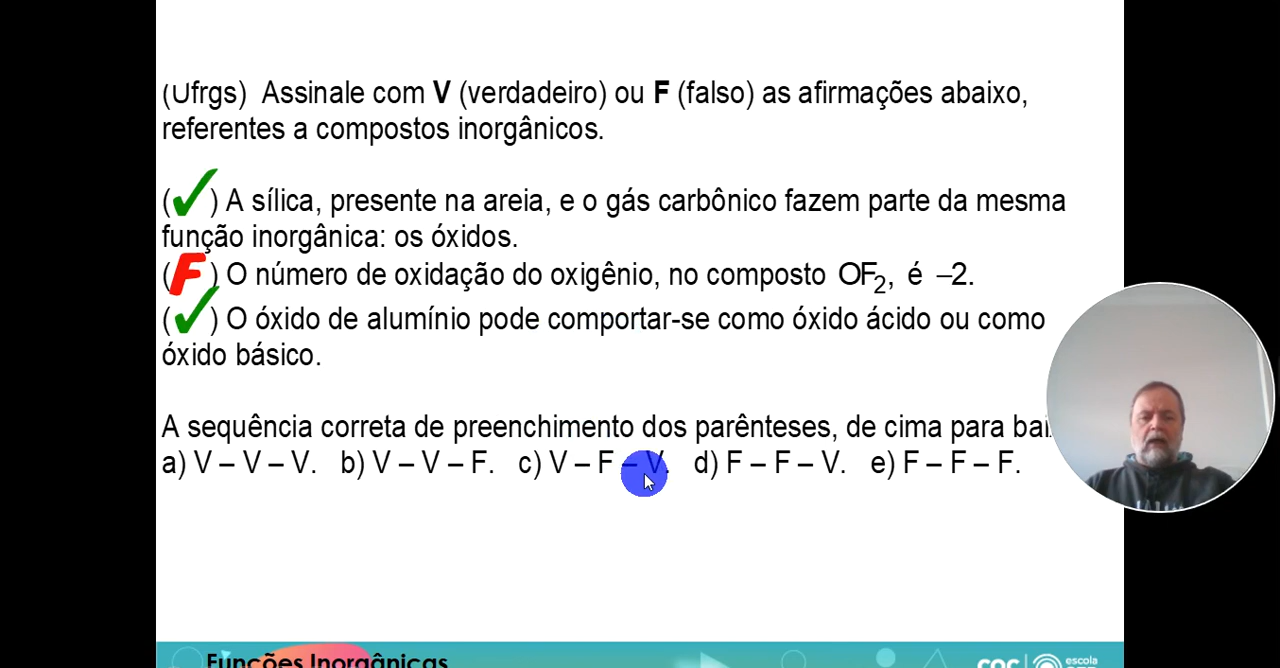 (Ufrgs) Assinale com V (verdadeiro) ou F (falso) as afirmações abaixo,
referentes a compostos inorgânicos.
(✓) A sílica, presente na areia, e o gás carbônico fazem parte da mesma
função inorgânica: os óxidos.
(F) O número de oxidação do oxigênio, no composto OF₂, é –2.
(✓) O óxido de alumínio pode comportar-se como óxido ácido ou como
óxido básico.
A sequência correta de preenchimento dos parênteses, de cima para bai
a) V – V – V. b) V – V – F. c) V – F – V. d) F – F – V. e) F – F – F.
Funções Inorgânicas
coc escola